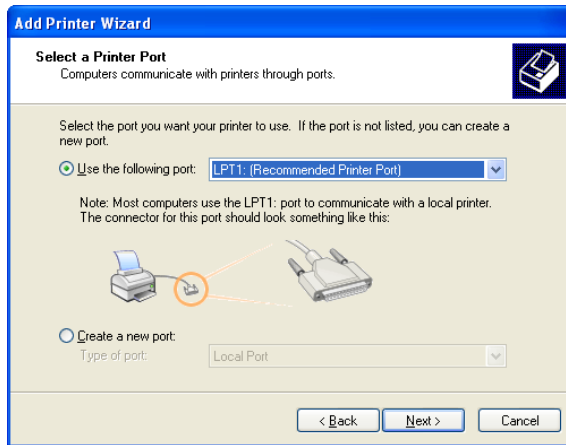 Add Printer Wizard
Select a Printer Port
Computers communicate with printers through ports.
Select the port you want your printer to use. If the port is not listed, you can create a
new port.
Use the following port: LPT1: (Recommended Printer Port)
Note: Most computers use the LPT1: port to communicate with a local printer.
The connector for this port should look something like this:
Create a new port:
Type of port: Local Port
< Back Next > Cancel